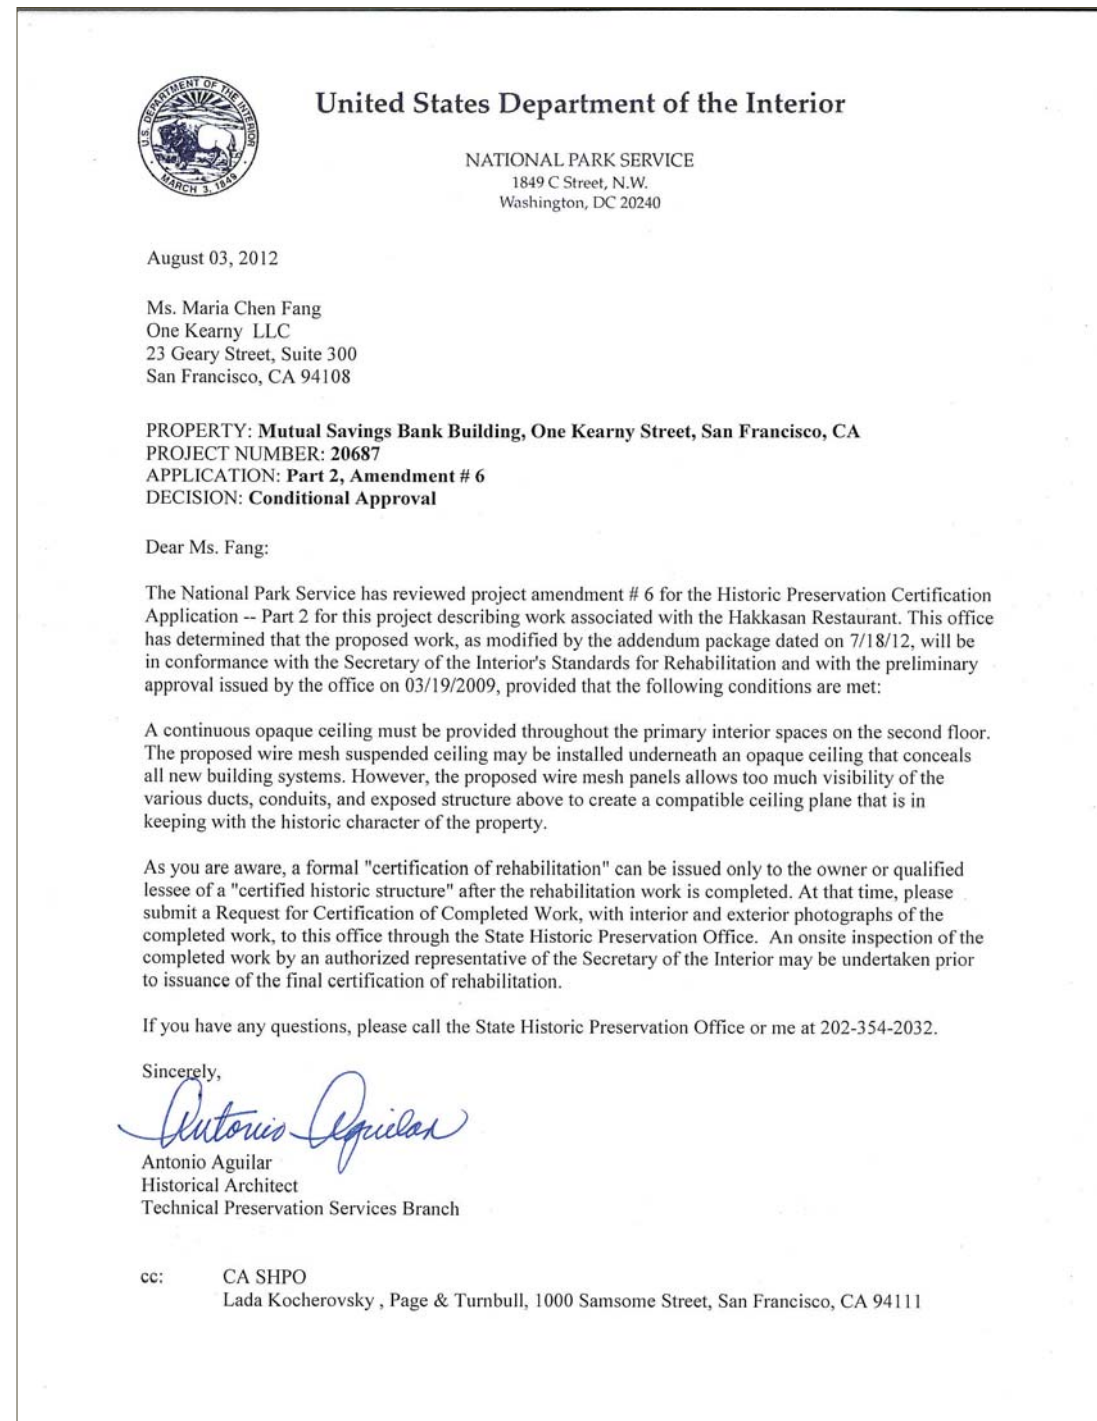 U.S. DEPARTMENT OF THE INTERIOR
MARCH 3, 1849
United States Department of the Interior
NATIONAL PARK SERVICE
1849 C Street, N.W.
Washington, DC 20240
August 03, 2012
Ms. Maria Chen Fang
One Kearny  LLC
23 Geary Street, Suite 300
San Francisco, CA 94108
PROPERTY: Mutual Savings Bank Building, One Kearny Street, San Francisco, CA
PROJECT NUMBER: 20687
APPLICATION: Part 2, Amendment # 6
DECISION: Conditional Approval
Dear Ms. Fang:
The National Park Service has reviewed project amendment # 6 for the Historic Preservation Certification
Application -- Part 2 for this project describing work associated with the Hakkasan Restaurant. This office
has determined that the proposed work, as modified by the addendum package dated on 7/18/12, will be
in conformance with the Secretary of the Interior's Standards for Rehabilitation and with the preliminary
approval issued by the office on 03/19/2009, provided that the following conditions are met:
A continuous opaque ceiling must be provided throughout the primary interior spaces on the second floor.
The proposed wire mesh suspended ceiling may be installed underneath an opaque ceiling that conceals
all new building systems. However, the proposed wire mesh panels allows too much visibility of the
various ducts, conduits, and exposed structure above to create a compatible ceiling plane that is in
keeping with the historic character of the property.
As you are aware, a formal "certification of rehabilitation" can be issued only to the owner or qualified
lessee of a "certified historic structure" after the rehabilitation work is completed. At that time, please
submit a Request for Certification of Completed Work, with interior and exterior photographs of the
completed work, to this office through the State Historic Preservation Office.  An onsite inspection of the
completed work by an authorized representative of the Secretary of the Interior may be undertaken prior
to issuance of the final certification of rehabilitation.
If you have any questions, please call the State Historic Preservation Office or me at 202-354-2032.
Sincerely,
Antonio Aguilar
Antonio Aguilar
Historical Architect
Technical Preservation Services Branch
cc: CA SHPO
Lada Kocherovsky , Page & Turnbull, 1000 Samsome Street, San Francisco, CA 94111